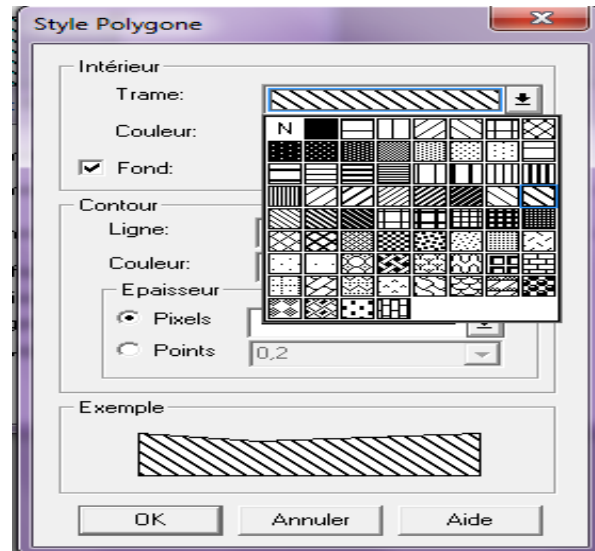 Style Polygone
Intérieur
Trame:
N
Couleur:
Fond:
Contour
Ligne:
Couleur:
Epaisseur
Pixels
Points
0,2
Exemple
OK
Annuler
Aide